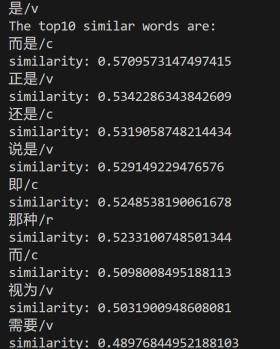 是/v
The top10 similar words are:
而是/c
similarity: 0.5709573147497415
正是/v
similarity: 0.5342286343842609
还是/c
similarity: 0.5319058748214434
说是/v
similarity: 0.529149229476576
即/c
similarity: 0.5248538190061678
那种/r
similarity: 0.5233100748501344
而/c
similarity: 0.5098008495188113
视为/v
similarity: 0.5031900948608081
需要/v
similarity: 0.48976844952188103